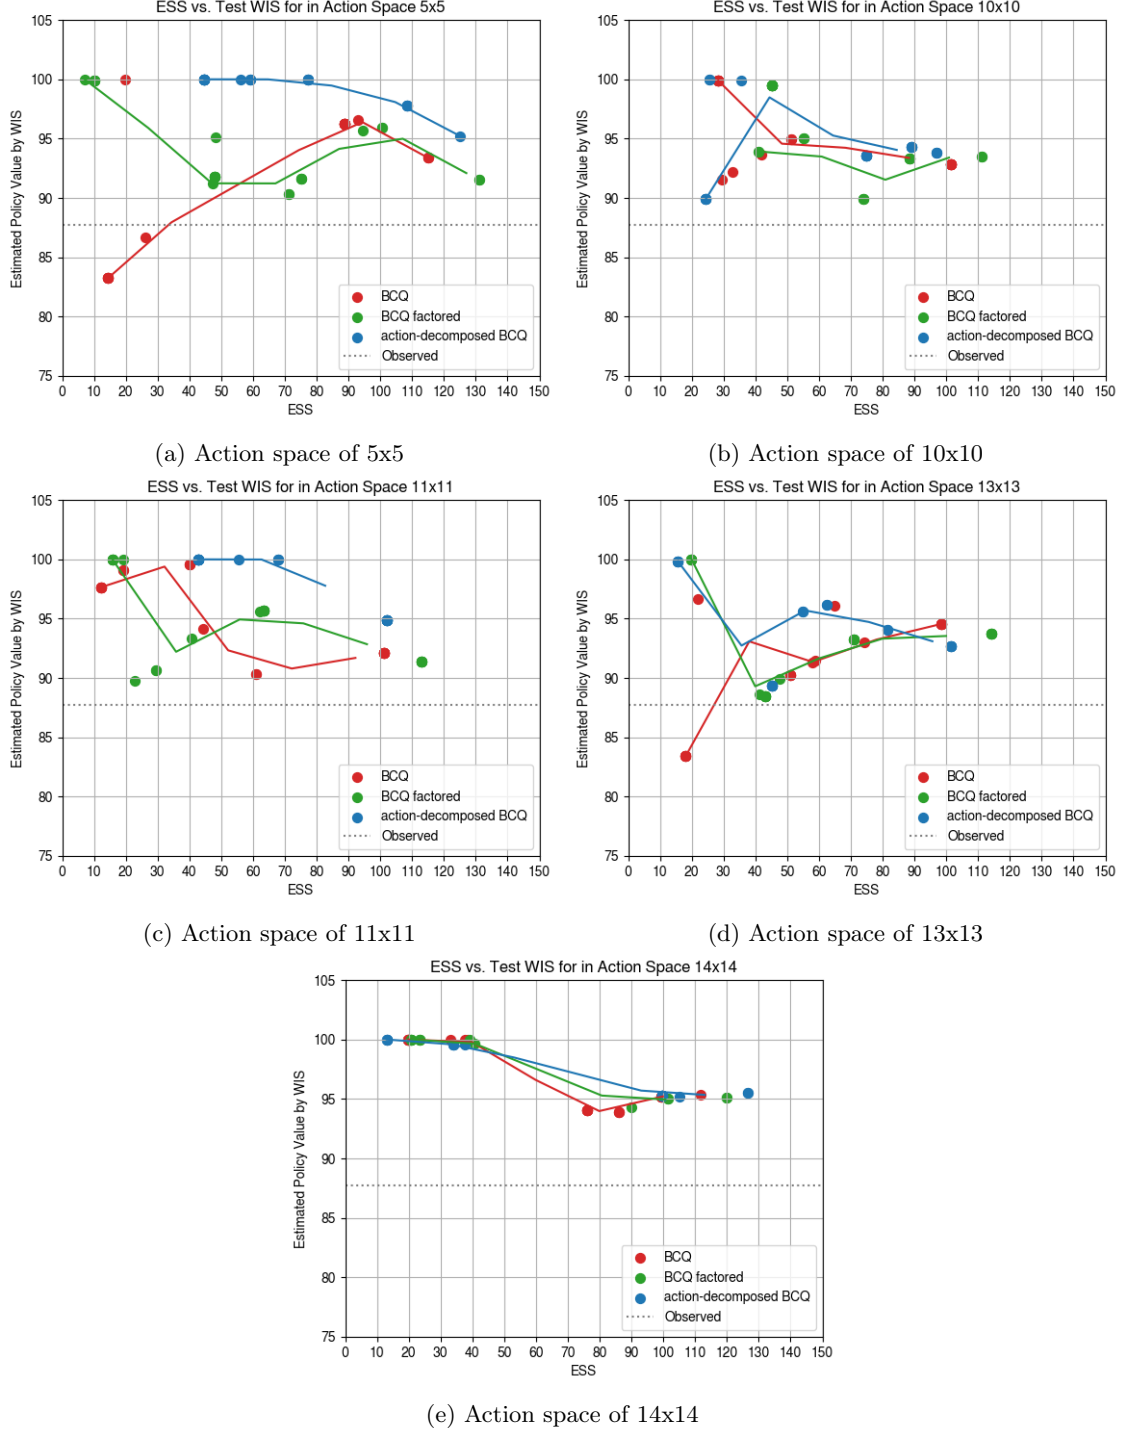 ESS vs. Test WIS for in Action Space 5x5
Estimated Policy Value by WIS
105
100
95
90
85
80
75
0 10 20 30 40 50 60 70 80 90 100 110 120 130 140 150
ESS
BCQ
BCQ factored
action-decomposed BCQ
Observed
(a) Action space of 5x5
ESS vs. Test WIS for in Action Space 10x10
Estimated Policy Value by WIS
105
100
95
90
85
80
75
0 10 20 30 40 50 60 70 80 90 100 110 120 130 140 150
ESS
BCQ
BCQ factored
action-decomposed BCQ
Observed
(b) Action space of 10x10
ESS vs. Test WIS for in Action Space 11x11
Estimated Policy Value by WIS
105
100
95
90
85
80
75
0 10 20 30 40 50 60 70 80 90 100 110 120 130 140 150
ESS
BCQ
BCQ factored
action-decomposed BCQ
Observed
(c) Action space of 11x11
ESS vs. Test WIS for in Action Space 13x13
Estimated Policy Value by WIS
105
100
95
90
85
80
75
0 10 20 30 40 50 60 70 80 90 100 110 120 130 140 150
ESS
BCQ
BCQ factored
action-decomposed BCQ
Observed
(d) Action space of 13x13
ESS vs. Test WIS for in Action Space 14x14
Estimated Policy Value by WIS
105
100
95
90
85
80
75
0 10 20 30 40 50 60 70 80 90 100 110 120 130 140 150
ESS
BCQ
BCQ factored
action-decomposed BCQ
Observed
(e) Action space of 14x14